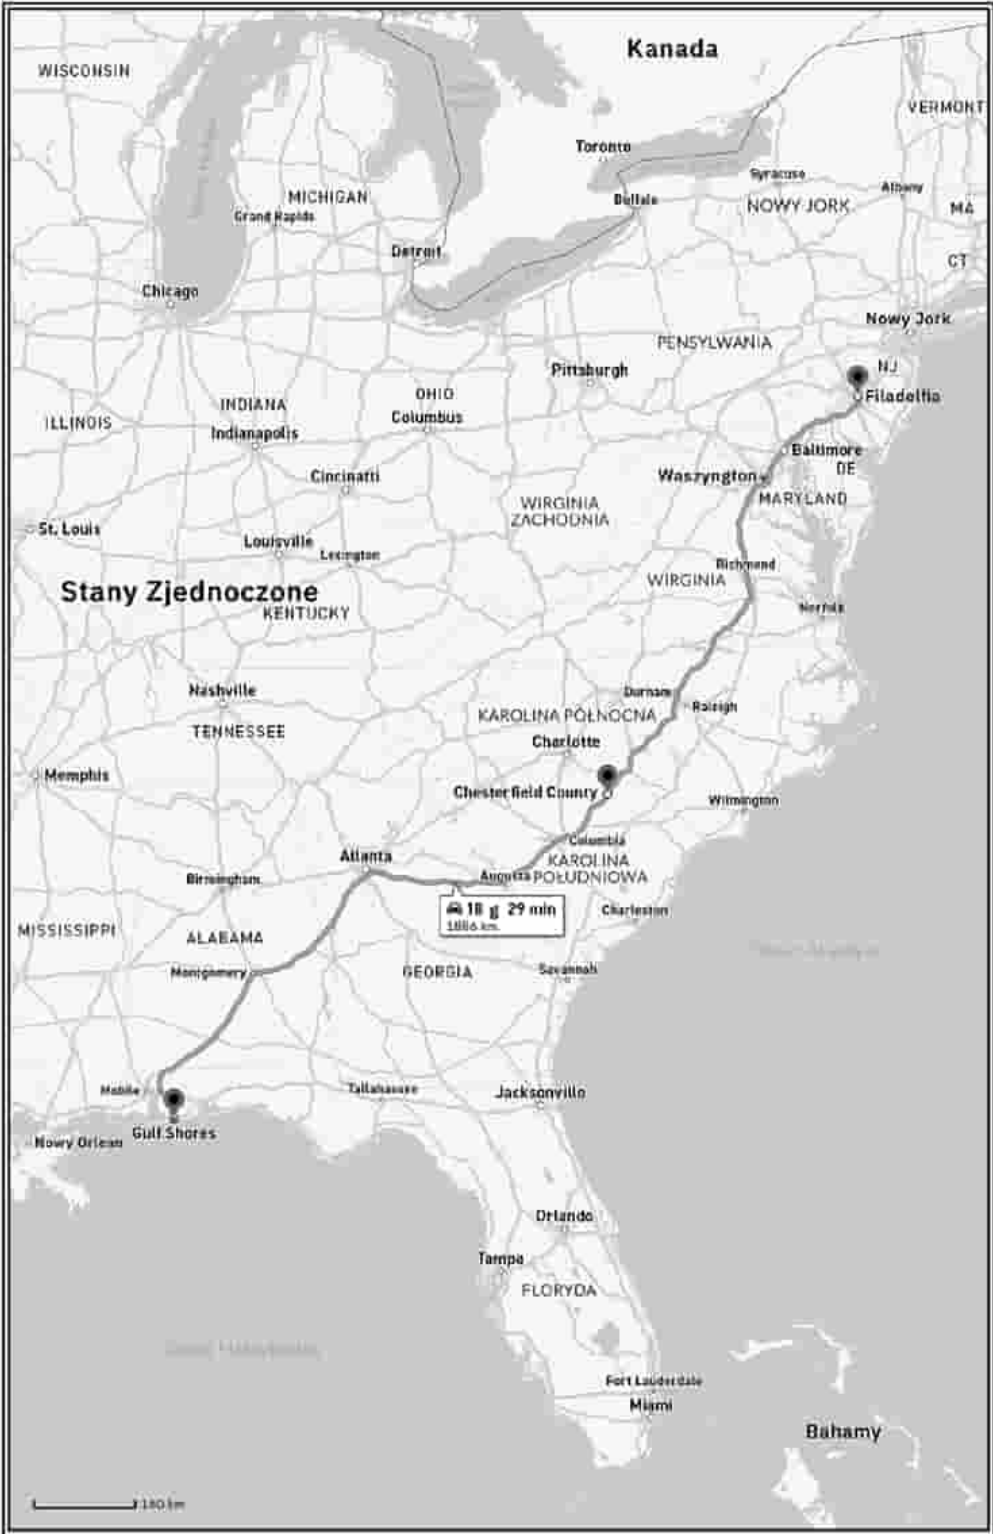 Kanada
WISCONSIN
VERMONT
Toronto
Syracuse
Albany
MICHIGAN
Grand Rapids
Buffalo
NOWY JORK
MA
Detroit
CT
Chicago
Nowy Jork
PENSYLWANIA
Pittsburgh
NJ
OHIO
Filadelfia
INDIANA
Columbus
ILLINOIS
Indianapolis
Baltimore
DE
Cincinatti
Waszyngton
MARYLAND
WIRGINIA
ZACHODNIA
St. Louis
Louisville
Lexington
Richmond
WIRGINIA
Stany Zjednoczone
KENTUCKY
Norfolk
Nashville
Durham
Raleigh
KAROLINA PÓŁNOCNA
TENNESSEE
Charlotte
Memphis
Chesterfield County
Wilmington
Columbia
Atlanta
KAROLINA
POŁUDNIOWA
Augusta
Birmingham
18 g 29 min
1886 km
Charleston
MISSISSIPPI
ALABAMA
Montgomery
GEORGIA
Savannah
Mobile
Tallahassee
Jacksonville
Gulf Shores
Nowy Orlean
Orlando
Tampa
FLORYDA
Fort Lauderdale
Miami
Bahamy